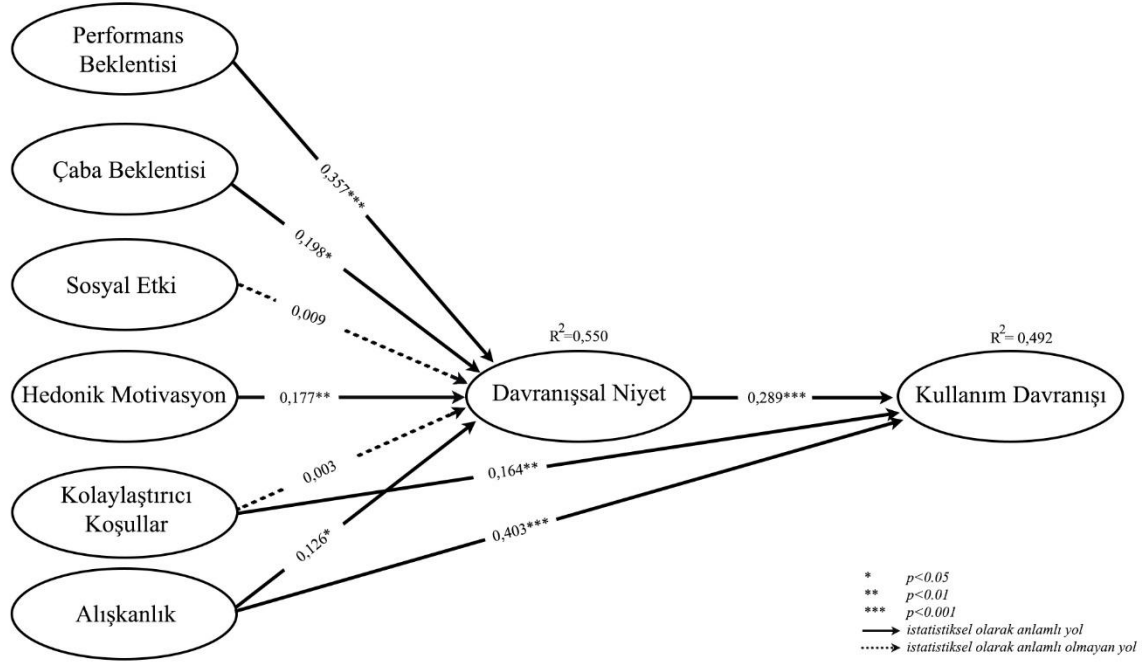 Performans
Beklentisi
Çaba Beklentisi
Sosyal Etki
Hedonik Motivasyon
Kolaylaştırıcı
Koşullar
Alışkanlık
0,357***
0,198*
0,009
0,177**
0,003
0,126*
R²=0,550
Davranışsal Niyet
0,289***
0,164**
0,403***
R²= 0,492
Kullanım Davranışı
* p<0.05
** p<0.01
*** p<0.001
istatistiksel olarak anlamlı yol
istatistiksel olarak anlamlı olmayan yol